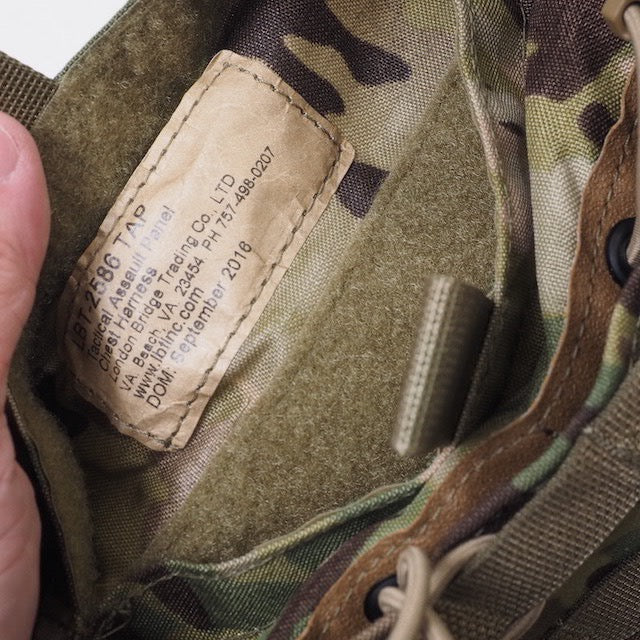 LBT-2586 TAP
Tactical Assault Panel
Chest Harness
London Bridge Trading Co. LTD
VA. Beach, VA. 23454 PH 757-498-0207
www.lbtinc.com
DOM: September 2016